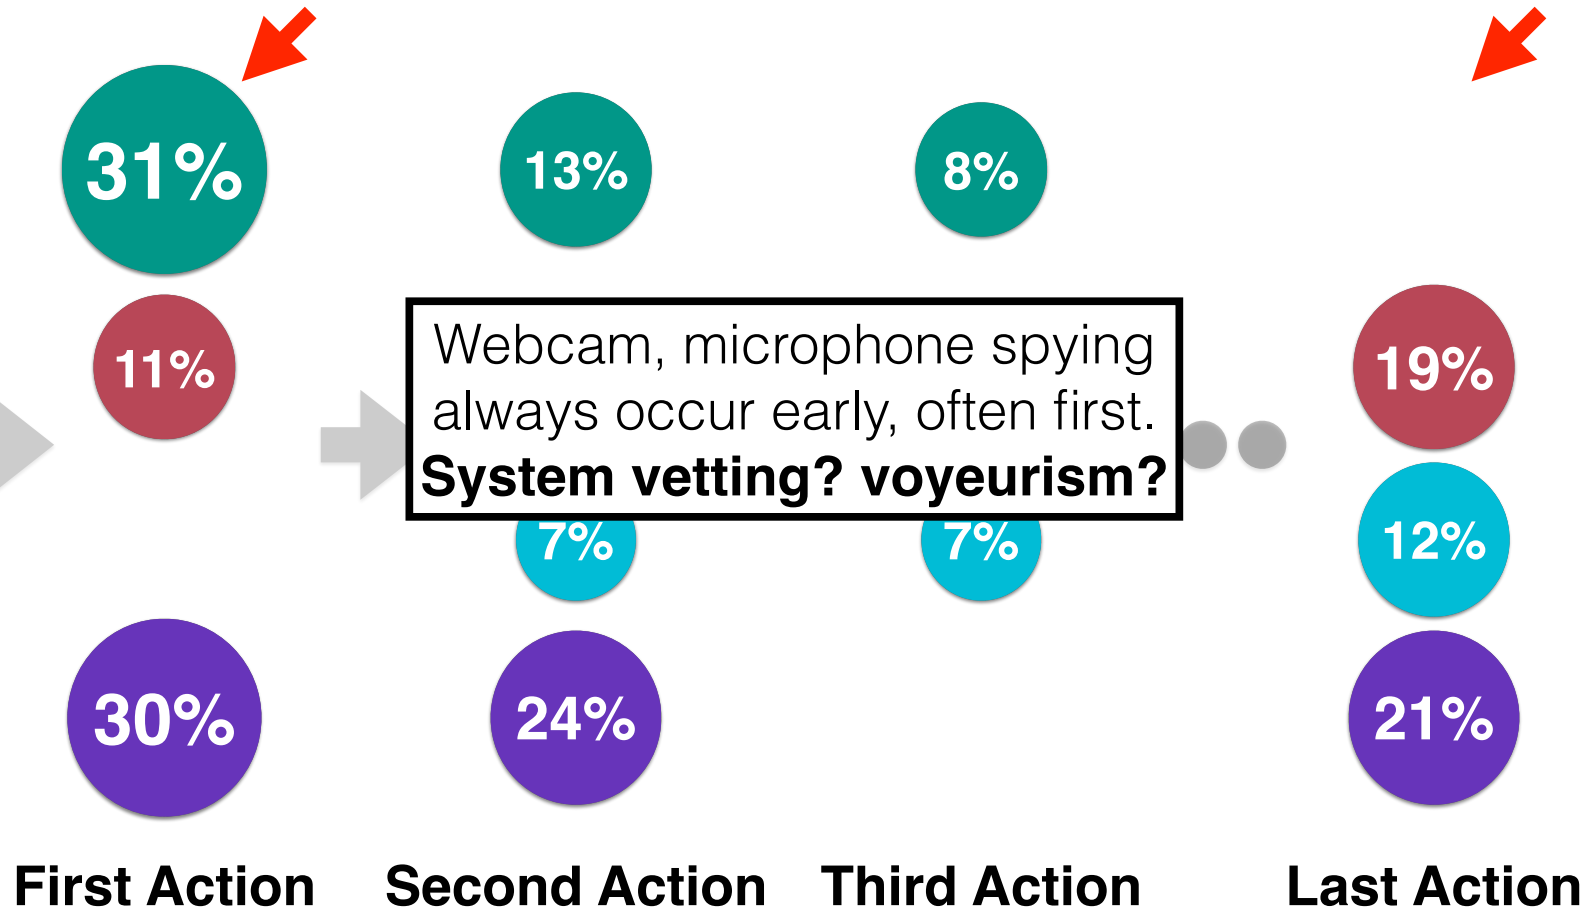 31%
13%
8%
11%
19%
Webcam, microphone spying
always occur early, often first.
System vetting? voyeurism?
7%
7%
12%
30%
24%
21%
First Action
Second Action
Third Action
Last Action